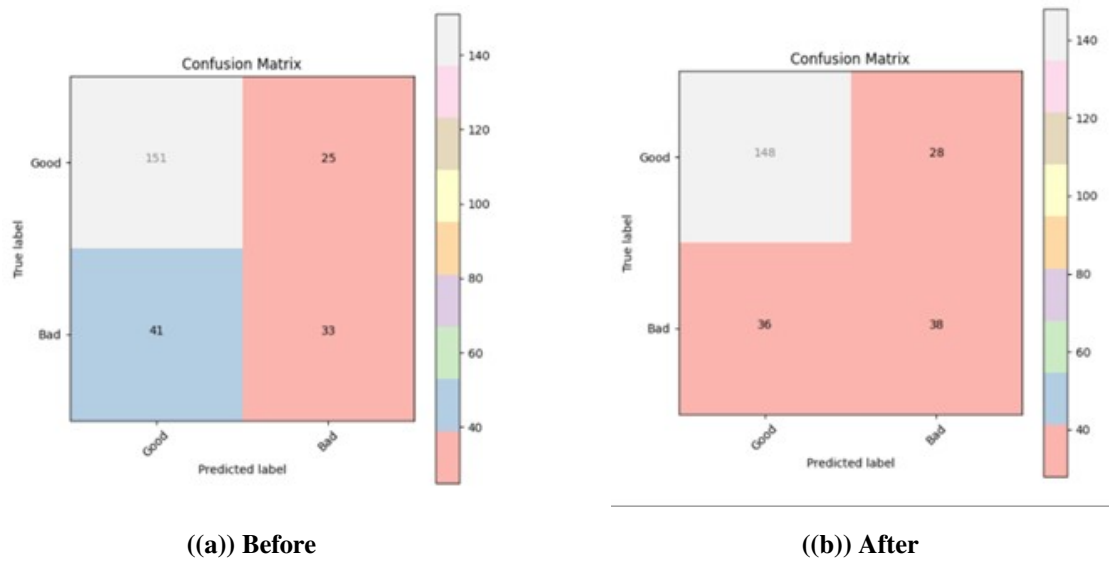 Confusion Matrix
True label
Good
151
25
Bad
41
33
Good
Bad
Predicted label
140
120
100
80
60
40
((a)) Before
Confusion Matrix
True label
Good
148
28
Bad
36
38
Good
Bad
Predicted label
140
120
100
80
60
40
((b)) After